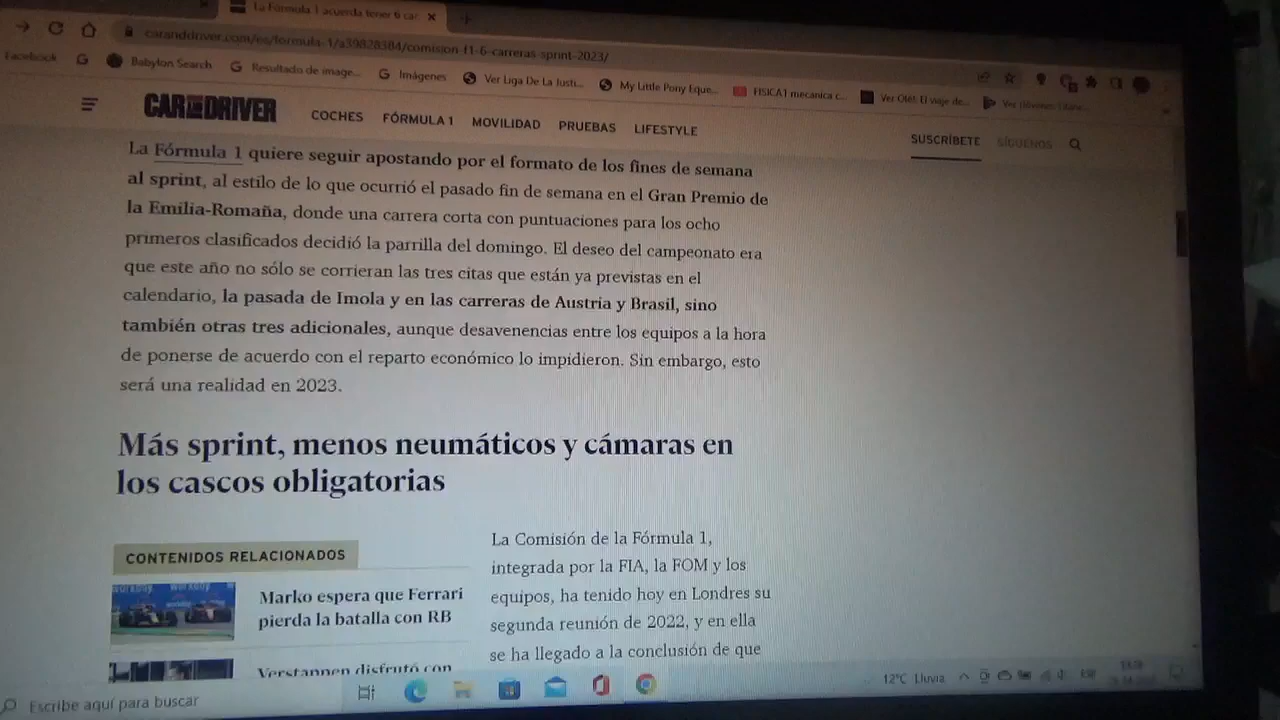 La Fórmula 1 acuerda tener 6 car
caranddriver.com/es/formula-1/a39828384/comision-f1-6-carreras-sprint-2023/
Facebook Babylon Search Resultado de image... Imágenes Ver Liga De La Justi... My Little Pony Eque... FISICA1 mecanica c... Ver Olé! El viaje de...
CAR AND DRIVER COCHES FÓRMULA 1 MOVILIDAD PRUEBAS LIFESTYLE SUSCRÍBETE SÍGUENOS
La Fórmula 1 quiere seguir apostando por el formato de los fines de semana
al sprint, al estilo de lo que ocurrió el pasado fin de semana en el Gran Premio de
la Emilia-Romaña, donde una carrera corta con puntuaciones para los ocho
primeros clasificados decidió la parrilla del domingo. El deseo del campeonato era
que este año no sólo se corrieran las tres citas que están ya previstas en el
calendario, la pasada de Imola y en las carreras de Austria y Brasil, sino
también otras tres adicionales, aunque desavenencias entre los equipos a la hora
de ponerse de acuerdo con el reparto económico lo impidieron. Sin embargo, esto
será una realidad en 2023.
Más sprint, menos neumáticos y cámaras en
los cascos obligatorias
CONTENIDOS RELACIONADOS
Marko espera que Ferrari
pierda la batalla con RB
Verstappen disfrutó con
La Comisión de la Fórmula 1,
integrada por la FIA, la FOM y los
equipos, ha tenido hoy en Londres su
segunda reunión de 2022, y en ella
se ha llegado a la conclusión de que
Escribe aquí para buscar
12°C Lluvia